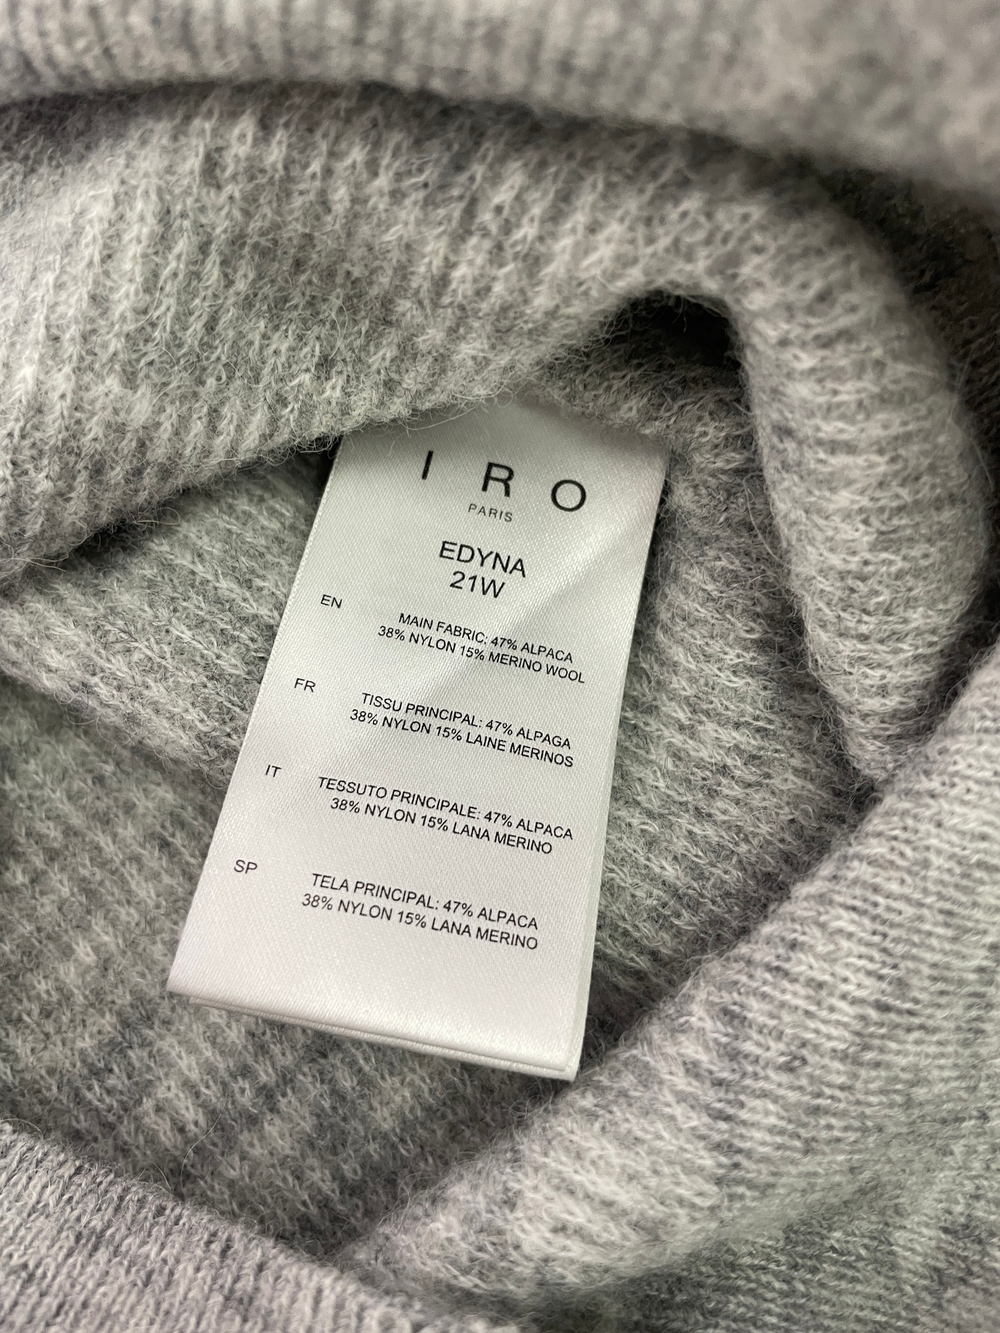 I R O
PARIS
EDYNA
21W
EN
MAIN FABRIC: 47% ALPACA
38% NYLON 15% MERINO WOOL
FR
TISSU PRINCIPAL: 47% ALPAGA
38% NYLON 15% LAINE MERINOS
IT
TESSUTO PRINCIPALE: 47% ALPACA
38% NYLON 15% LANA MERINO
SP
TELA PRINCIPAL: 47% ALPACA
38% NYLON 15% LANA MERINO